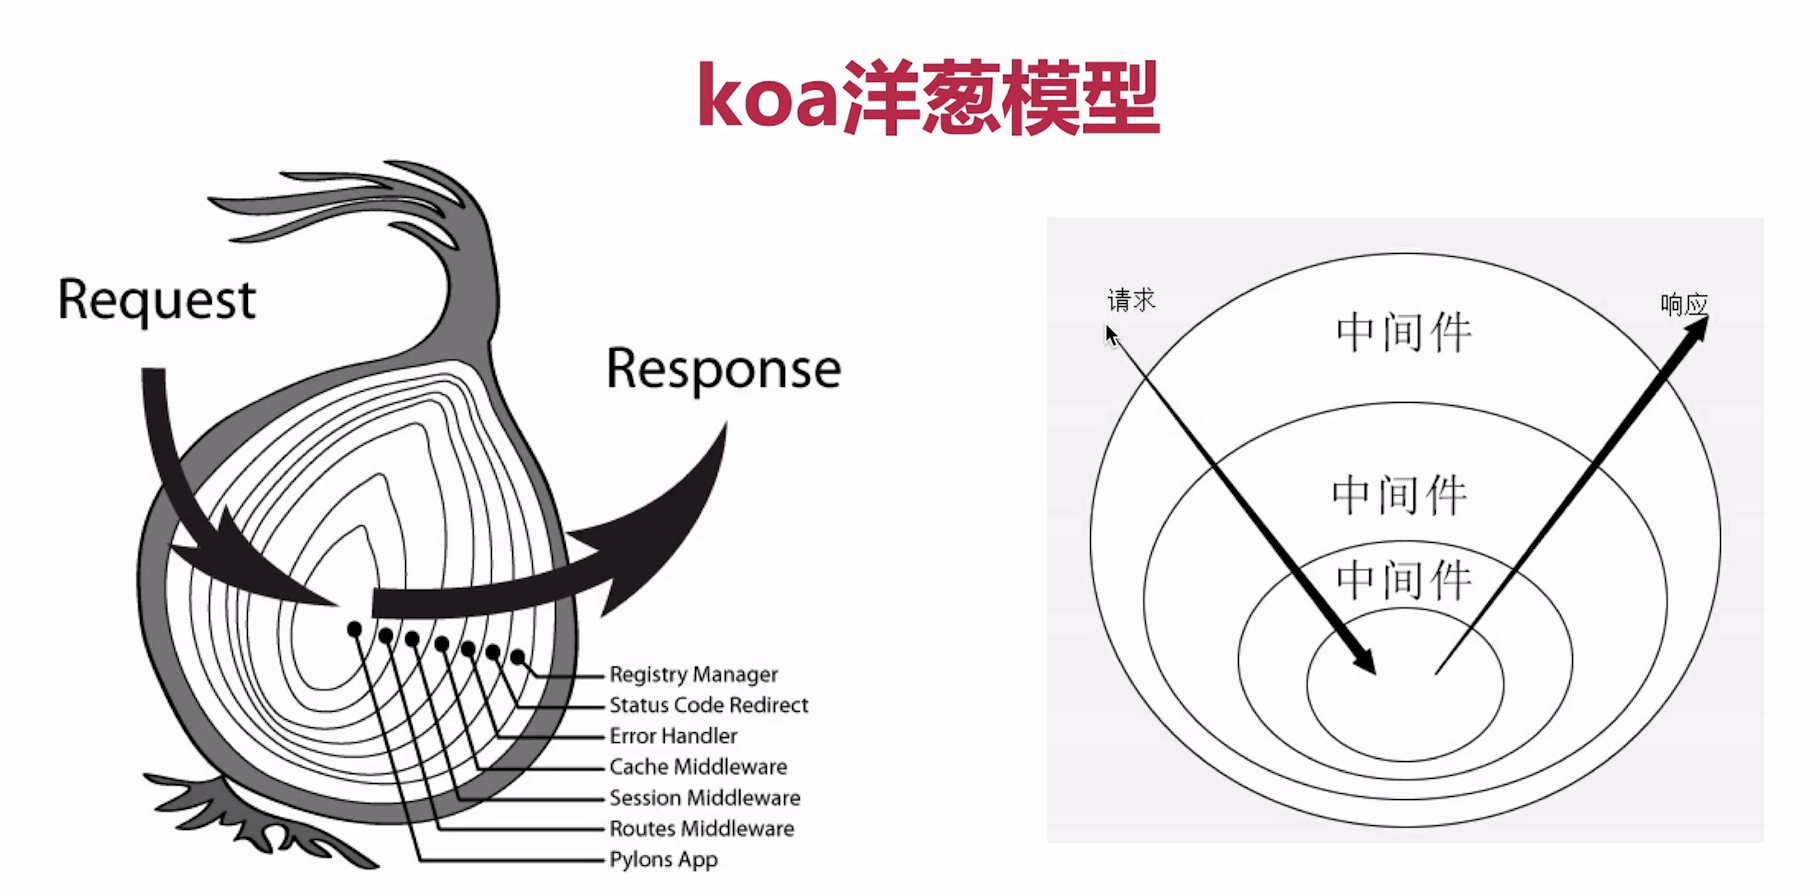 koa洋葱模型
Request
Response
Registry Manager
Status Code Redirect
Error Handler
Cache Middleware
Session Middleware
Routes Middleware
Pylons App
请求
响应
中间件
中间件
中间件